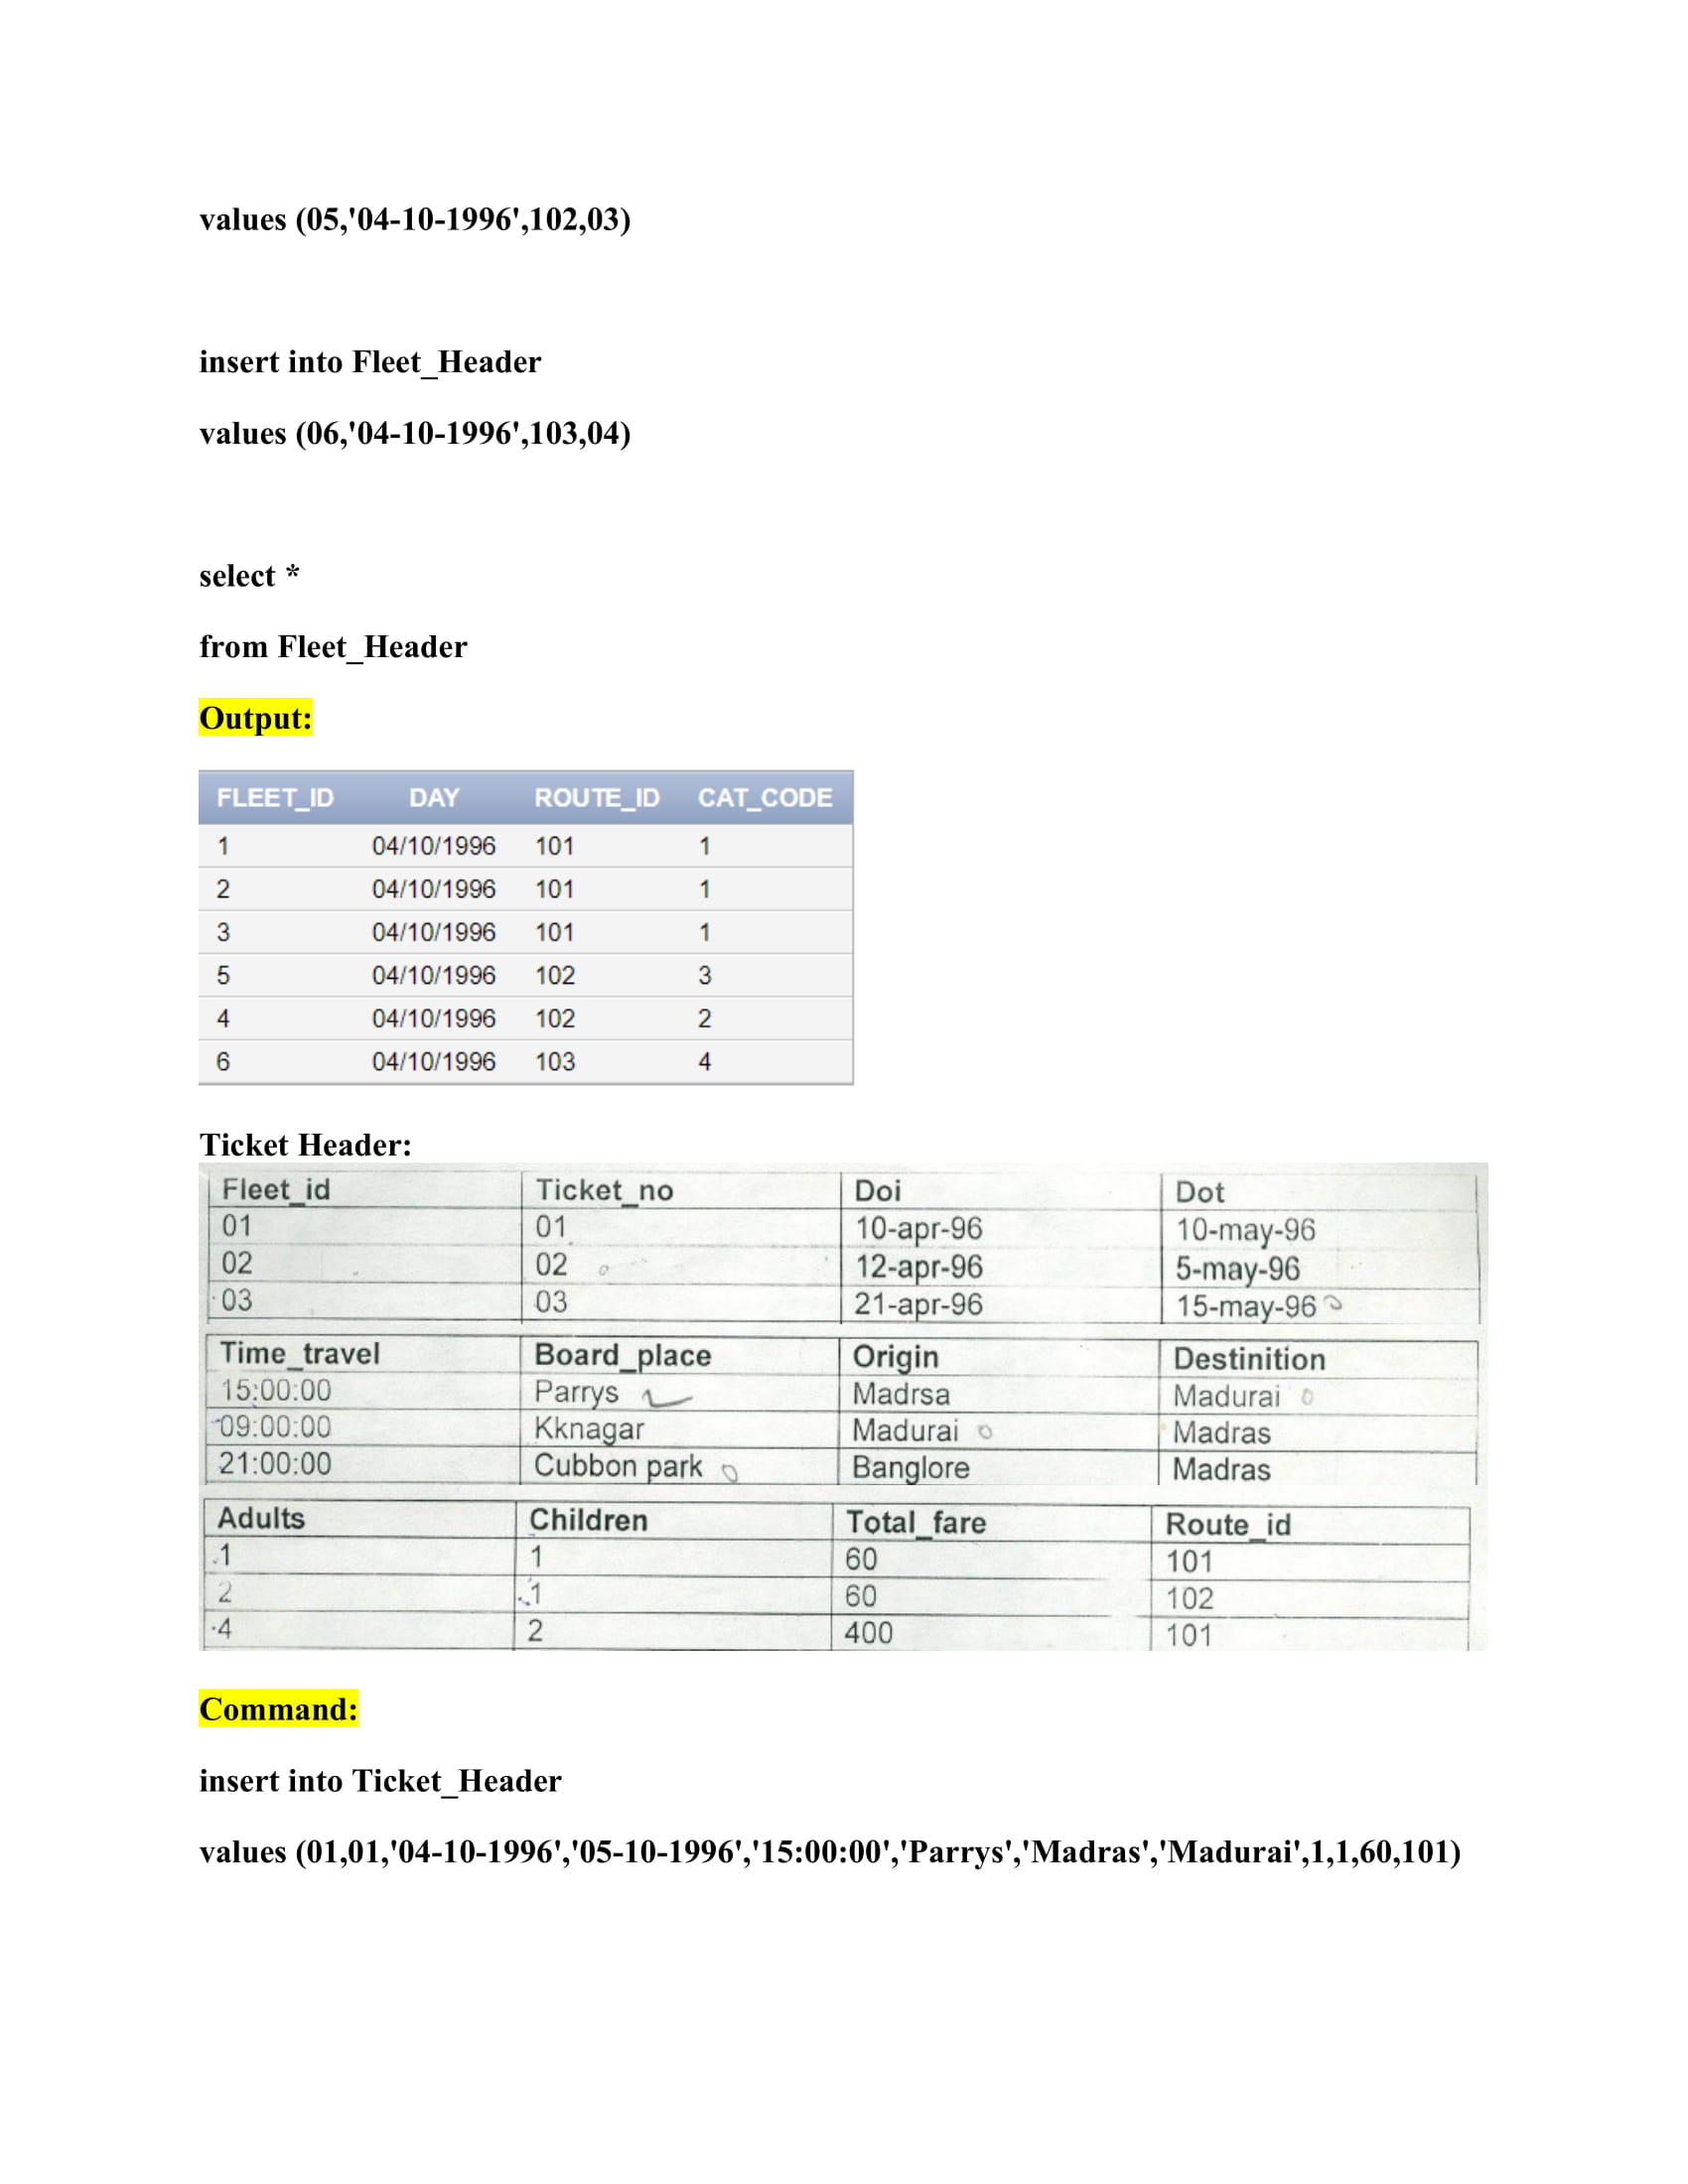 values (05,'04-10-1996',102,03)
insert into Fleet_Header
values (06,'04-10-1996',103,04)
select *
from Fleet_Header
Output:
FLEET_ID DAY ROUTE_ID CAT_CODE
1 04/10/1996 101 1
2 04/10/1996 101 1
3 04/10/1996 101 1
5 04/10/1996 102 3
4 04/10/1996 102 2
6 04/10/1996 103 4
Ticket Header:
Fleet_id Ticket_no Doi Dot
01 01 10-apr-96 10-may-96
02 02 12-apr-96 5-may-96
03 03 21-apr-96 15-may-96
Time_travel Board_place Origin Destinition
15:00:00 Parrys Madrsa Madurai
09:00:00 Kknagar Madurai Madras
21:00:00 Cubbon park Banglore Madras
Adults Children Total_fare Route_id
1 1 60 101
2 1 60 102
4 2 400 101
Command:
insert into Ticket_Header
values (01,01,'04-10-1996','05-10-1996','15:00:00','Parrys','Madras','Madurai',1,1,60,101)